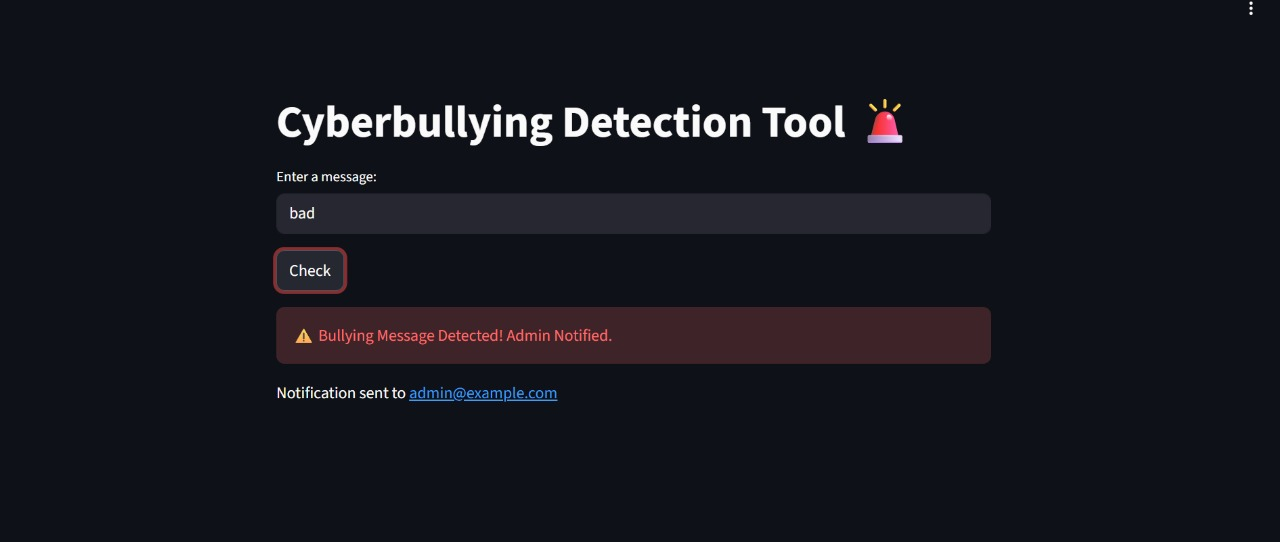 Cyberbullying Detection Tool 🚨
Enter a message:
bad
Check
⚠️ Bullying Message Detected! Admin Notified.
Notification sent to admin@example.com